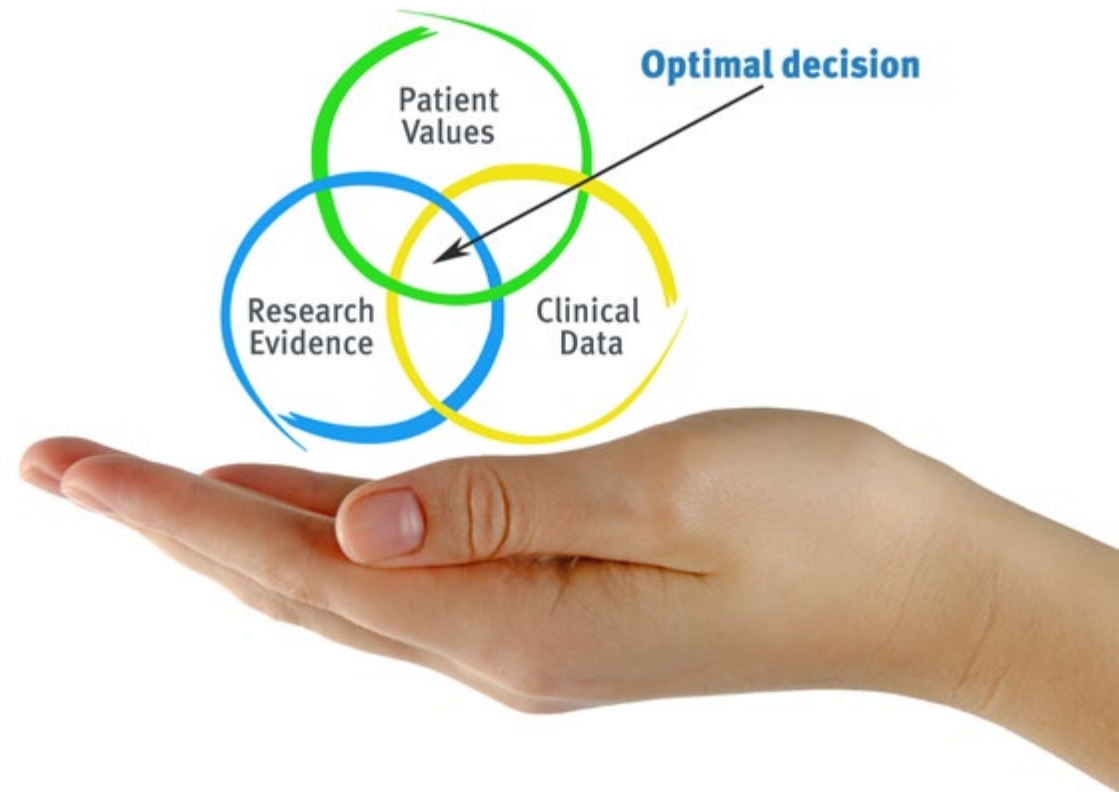 Optimal decision
Patient
Values
Research
Evidence
Clinical
Data